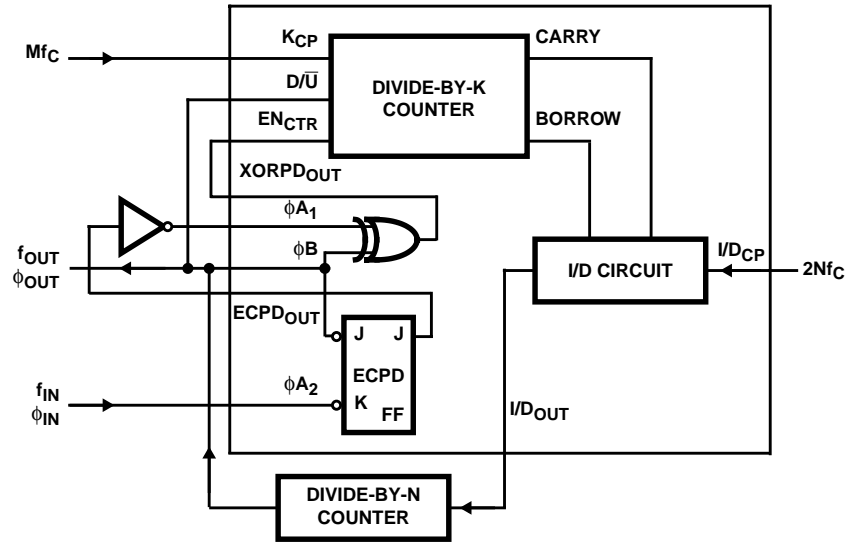 Mfc
KCP
D/U̅
ENCTR
DIVIDE-BY-K
COUNTER
CARRY
BORROW
XORPDOUT
ϕA1
ϕB
fOUT
ϕOUT
I/D CIRCUIT
I/DCP
2Nfc
ECPDOUT
J J
ECPD
K
FF
ϕA2
fIN
ϕIN
I/DOUT
DIVIDE-BY-N
COUNTER